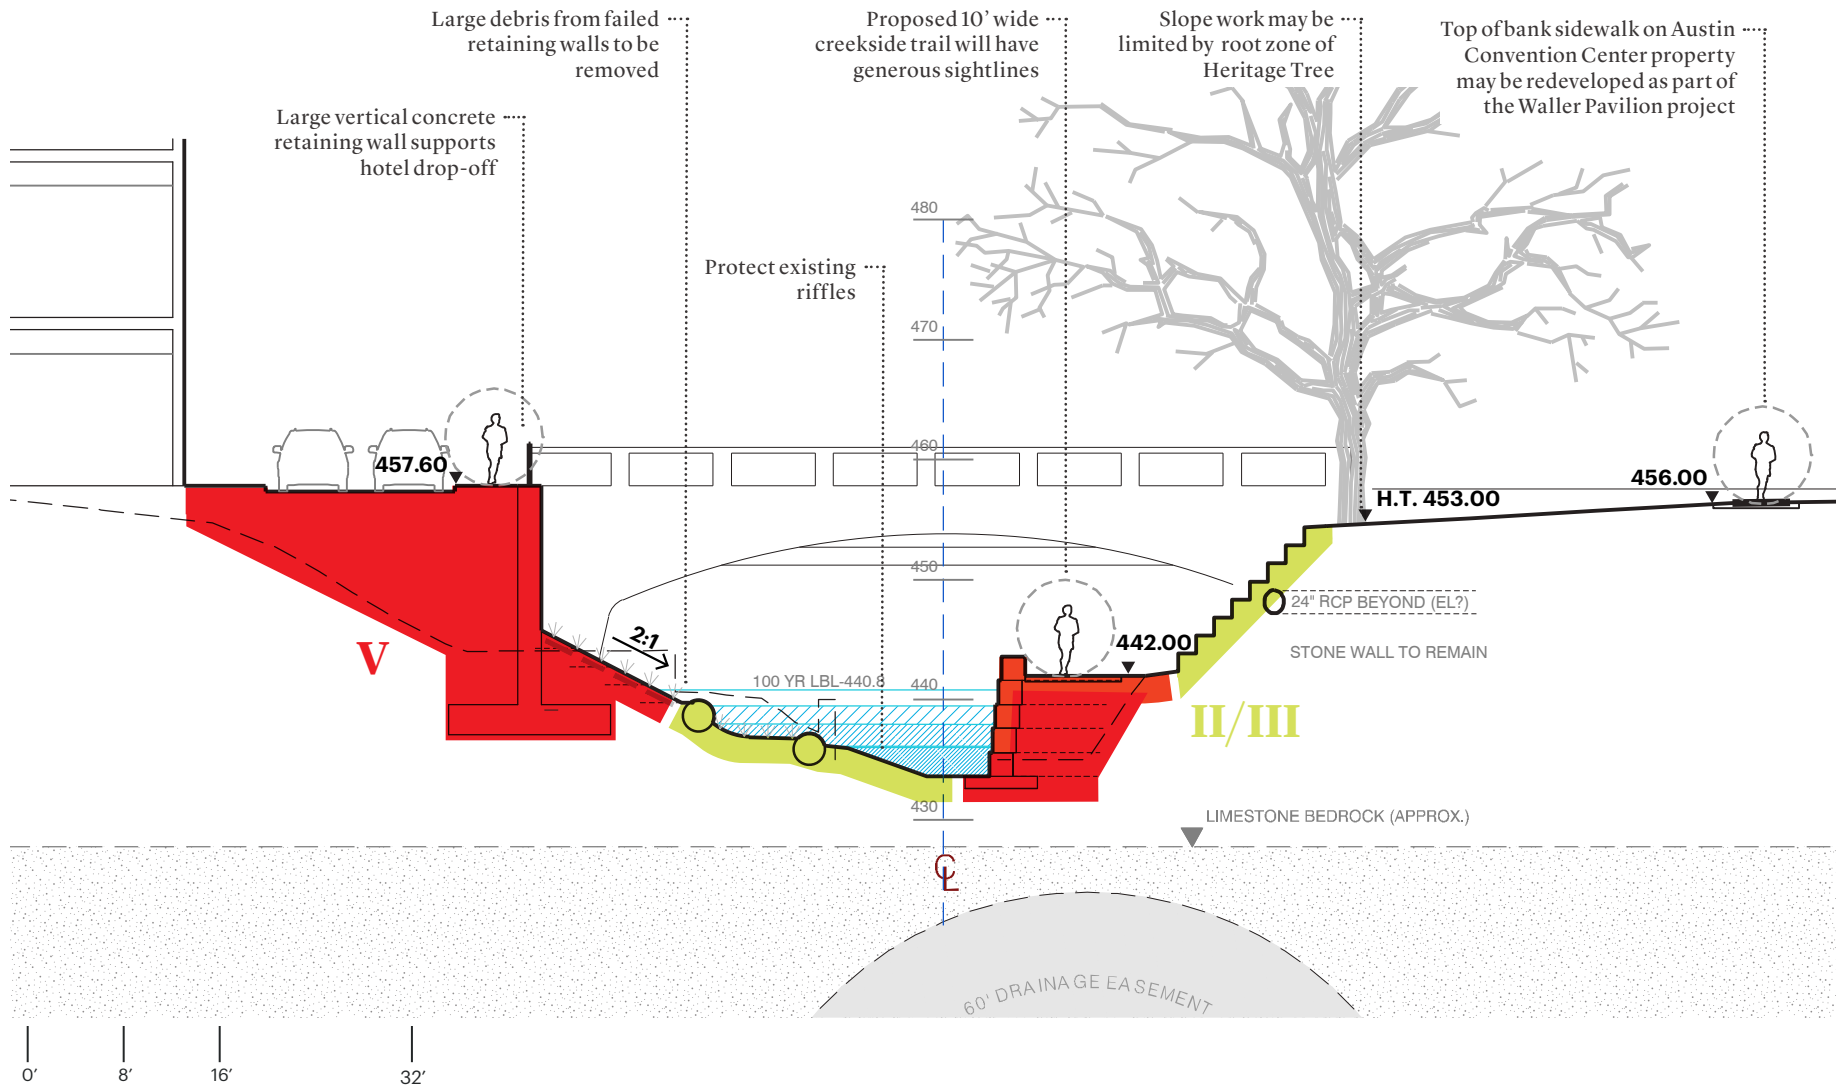 Large debris from failed
retaining walls to be
removed
Proposed 10’ wide
creekside trail will have
generous sightlines
Slope work may be
limited by root zone of
Heritage Tree
Top of bank sidewalk on Austin
Convention Center property
may be redeveloped as part of
the Waller Pavilion project
Large vertical concrete
retaining wall supports
hotel drop-off
Protect existing
riffles
480
470
460
450
440
430
457.60
456.00
H.T. 453.00
24" RCP BEYOND (EL?)
STONE WALL TO REMAIN
2:1
442.00
100 YR LBL-440.8
V
II/III
LIMESTONE BEDROCK (APPROX.)
CL
60' DRAINAGE EASEMENT
0’
8’
16’
32’